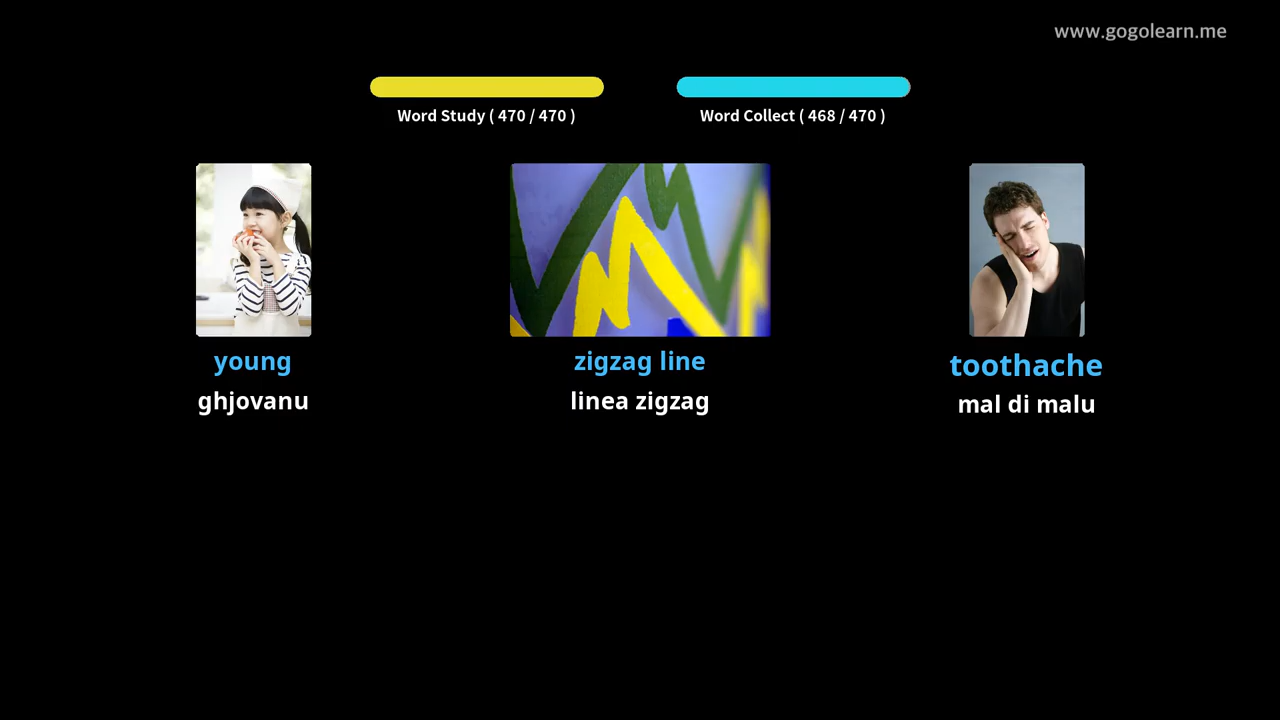 www.gogolearn.me
Word Study ( 470 / 470 )
Word Collect ( 468 / 470 )
young
ghjovanu
zigzag line
linea zigzag
toothache
mal di malu